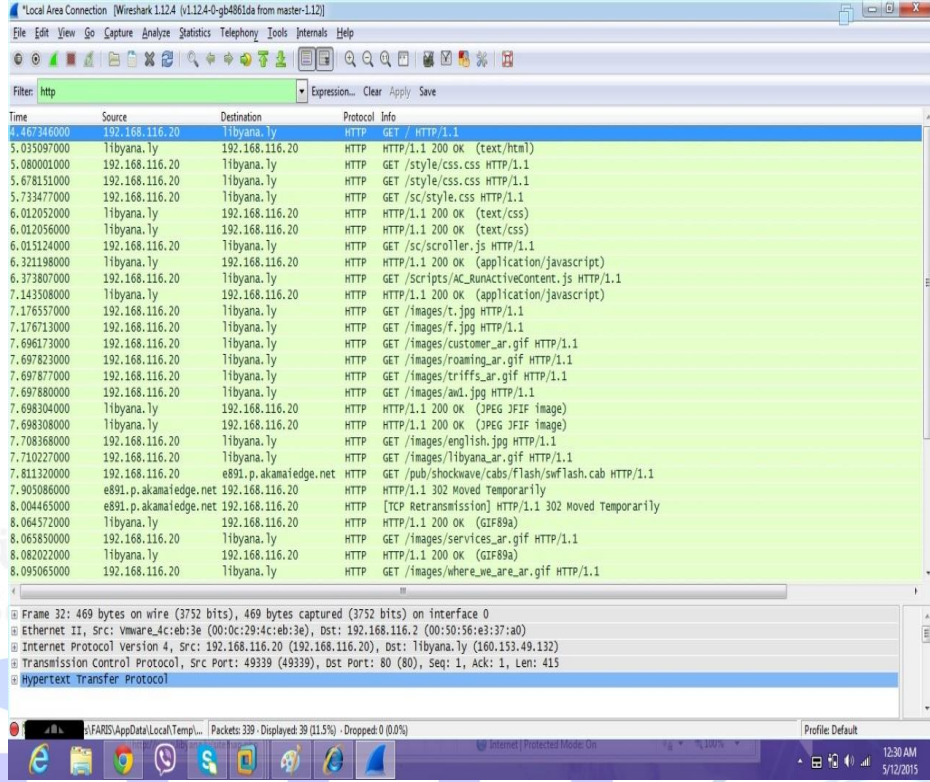 *Local Area Connection [Wireshark 1.12.4 (v1.12.4-0-gb4861da from master-1.12)]
File Edit View Go Capture Analyze Statistics Telephony Tools Internals Help
Filter: http Expression... Clear Apply Save
Time Source Destination Protocol Info
4.467346000 192.168.116.20 libyana.ly HTTP GET / HTTP/1.1
5.035097000 libyana.ly 192.168.116.20 HTTP HTTP/1.1 200 OK (text/html)
5.080001000 192.168.116.20 libyana.ly HTTP GET /style/css.css HTTP/1.1
5.678151000 192.168.116.20 libyana.ly HTTP GET /style/css.css HTTP/1.1
5.733477000 192.168.116.20 libyana.ly HTTP GET /sc/style.css HTTP/1.1
6.012052000 libyana.ly 192.168.116.20 HTTP HTTP/1.1 200 OK (text/css)
6.012056000 libyana.ly 192.168.116.20 HTTP HTTP/1.1 200 OK (text/css)
6.015124000 192.168.116.20 libyana.ly HTTP GET /sc/scroller.js HTTP/1.1
6.321198000 libyana.ly 192.168.116.20 HTTP HTTP/1.1 200 OK (application/javascript)
6.373807000 192.168.116.20 libyana.ly HTTP GET /Scripts/AC_RunActiveContent.js HTTP/1.1
7.143508000 libyana.ly 192.168.116.20 HTTP HTTP/1.1 200 OK (application/javascript)
7.176557000 192.168.116.20 libyana.ly HTTP GET /images/t.jpg HTTP/1.1
7.176713000 192.168.116.20 libyana.ly HTTP GET /images/f.jpg HTTP/1.1
7.696173000 192.168.116.20 libyana.ly HTTP GET /images/customer_ar.gif HTTP/1.1
7.697823000 192.168.116.20 libyana.ly HTTP GET /images/roaming_ar.gif HTTP/1.1
7.697877000 192.168.116.20 libyana.ly HTTP GET /images/triffs_ar.gif HTTP/1.1
7.697880000 192.168.116.20 libyana.ly HTTP GET /images/aw1.jpg HTTP/1.1
7.698304000 libyana.ly 192.168.116.20 HTTP HTTP/1.1 200 OK (JPEG JFIF image)
7.698308000 libyana.ly 192.168.116.20 HTTP HTTP/1.1 200 OK (JPEG JFIF image)
7.708368000 192.168.116.20 libyana.ly HTTP GET /images/english.jpg HTTP/1.1
7.710227000 192.168.116.20 libyana.ly HTTP GET /images/libyana_ar.gif HTTP/1.1
7.811320000 192.168.116.20 e891.p.akamaiedge.net HTTP GET /pub/shockwave/cabs/flash/swflash.cab HTTP/1.1
7.905086000 e891.p.akamaiedge.net 192.168.116.20 HTTP HTTP/1.1 302 Moved Temporarily
8.004465000 e891.p.akamaiedge.net 192.168.116.20 HTTP [TCP Retransmission] HTTP/1.1 302 Moved Temporarily
8.064572000 libyana.ly 192.168.116.20 HTTP HTTP/1.1 200 OK (GIF89a)
8.065850000 192.168.116.20 libyana.ly HTTP GET /images/services_ar.gif HTTP/1.1
8.082022000 libyana.ly 192.168.116.20 HTTP HTTP/1.1 200 OK (GIF89a)
8.095065000 192.168.116.20 libyana.ly HTTP GET /images/where_we_are_ar.gif HTTP/1.1
Frame 32: 469 bytes on wire (3752 bits), 469 bytes captured (3752 bits) on interface 0
Ethernet II, Src: Vmware_4c:eb:3e (00:0c:29:4c:eb:3e), Dst: 192.168.116.2 (00:50:56:e3:37:a0)
Internet Protocol Version 4, Src: 192.168.116.20 (192.168.116.20), Dst: libyana.ly (160.153.49.132)
Transmission Control Protocol, Src Port: 49339 (49339), Dst Port: 80 (80), Seq: 1, Ack: 1, Len: 415
Hypertext Transfer Protocol
s\FARIS\AppData\Local\Temp\... Packets: 339 · Displayed: 39 (11.5%) · Dropped: 0 (0.0%) Profile: Default
Internet | Protected Mode: On 100%
12:30 AM
5/12/2015